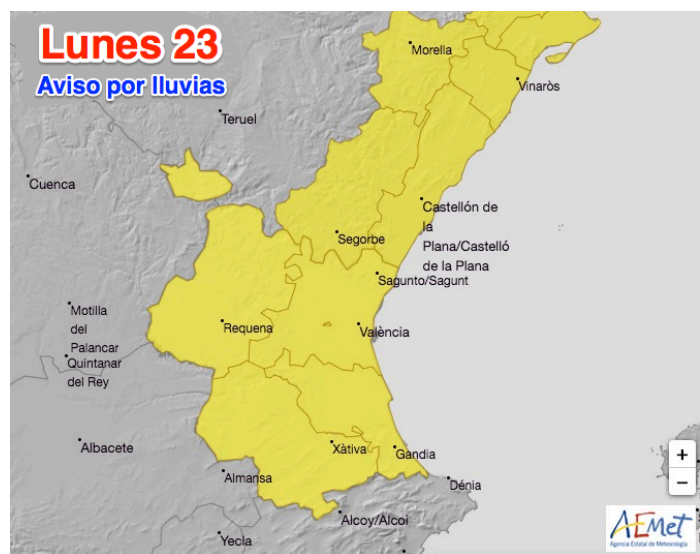 Lunes 23
Aviso por lluvias
Morella
Vinaròs
Teruel
Cuenca
Castellón de
la
Plana/Castelló
de la Plana
Segorbe
Sagunto/Sagunt
Motilla
del
Palancar
Quintanar
del Rey
Requena
València
Albacete
Xàtiva
Gandia
Almansa
Dénia
Alcoy/Alcoi
Yecla
+
−
AEMet
Agencia Estatal de Meteorología